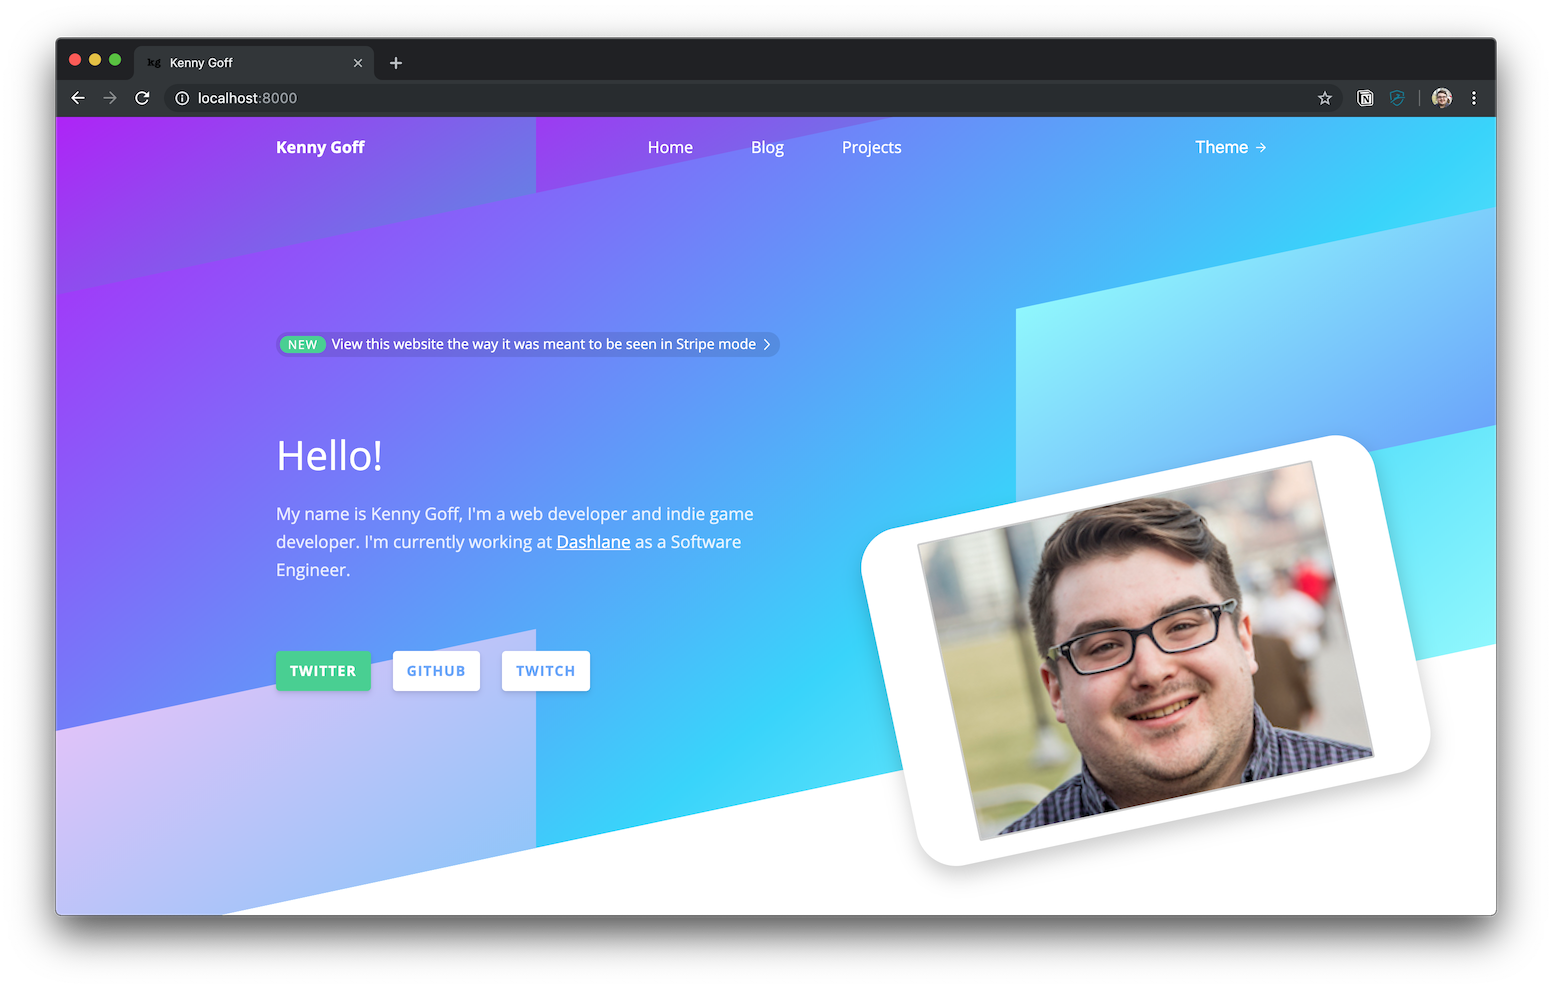 kg Kenny Goff
localhost:8000
Kenny Goff Home Blog Projects Theme →
NEW View this website the way it was meant to be seen in Stripe mode >
Hello!
My name is Kenny Goff, I'm a web developer and indie game
developer. I'm currently working at Dashlane as a Software
Engineer.
TWITTER GITHUB TWITCH